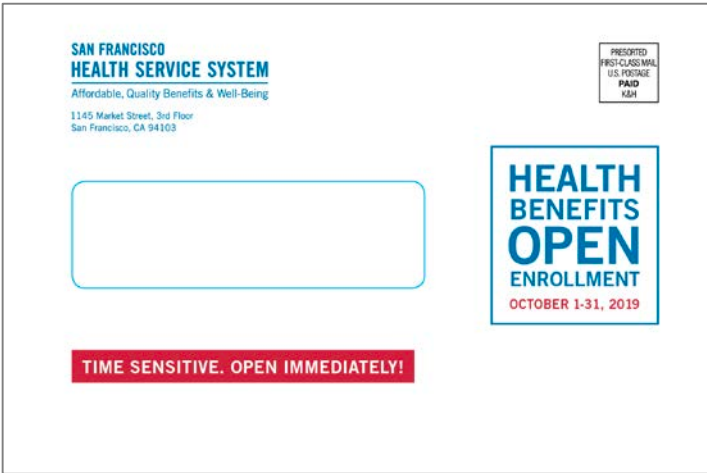 SAN FRANCISCO
HEALTH SERVICE SYSTEM
Affordable, Quality Benefits & Well-Being
1145 Market Street, 3rd Floor
San Francisco, CA 94103
PRESORTED
FIRST-CLASS MAIL
U.S. POSTAGE
PAID
K&H
HEALTH
BENEFITS
OPEN
ENROLLMENT
OCTOBER 1-31, 2019
TIME SENSITIVE. OPEN IMMEDIATELY!